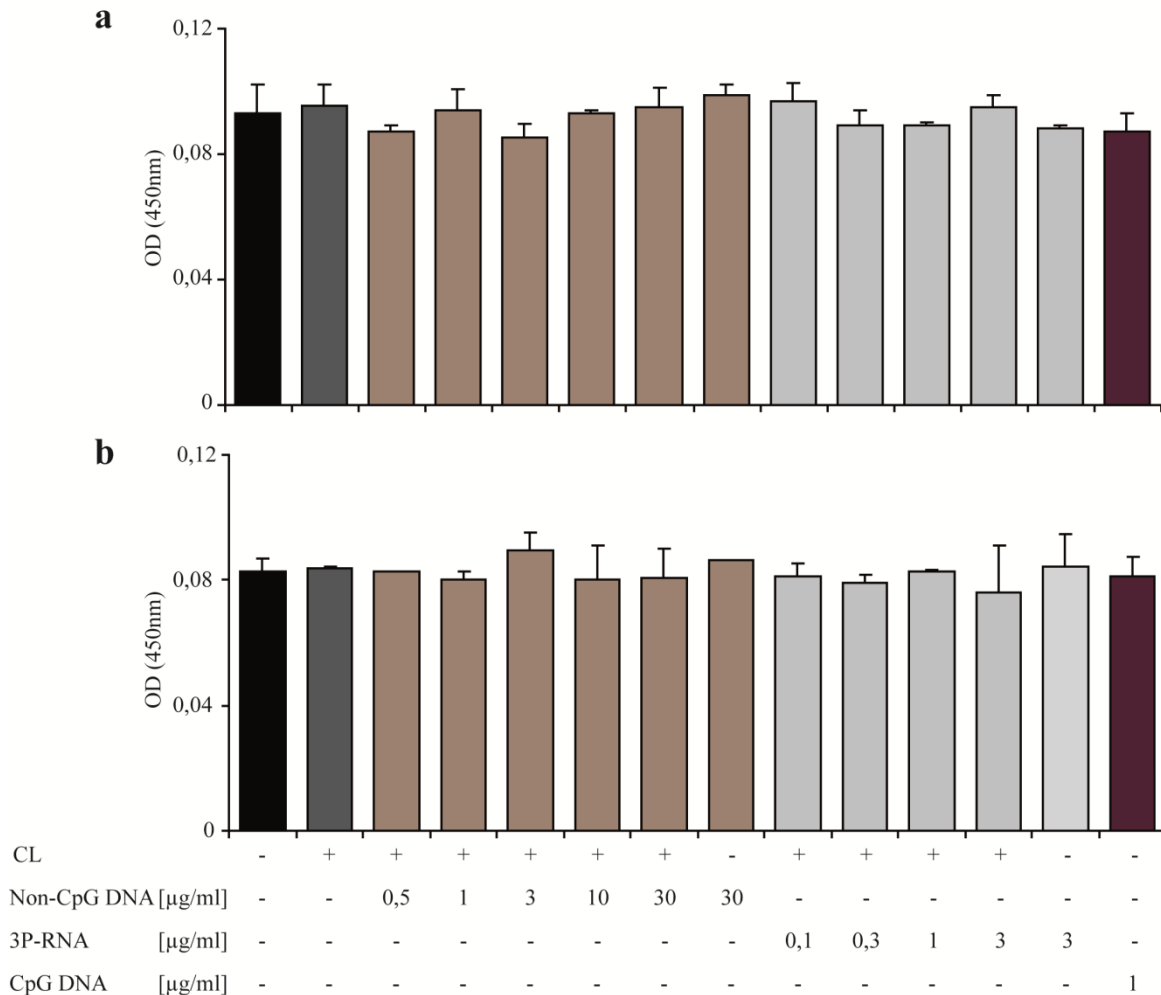 a
0,12
0,08
0,04
0
OD (450nm)
b
0,12
0,08
0,04
0
OD (450nm)
CL - + + + + + + - + + + + - -
Non-CpG DNA [µg/ml] - - 0,5 1 3 10 30 30 - - - - - -
3P-RNA [µg/ml] - - - - - - - - 0,1 0,3 1 3 3 -
CpG DNA [µg/ml] - - - - - - - - - - - - - 1